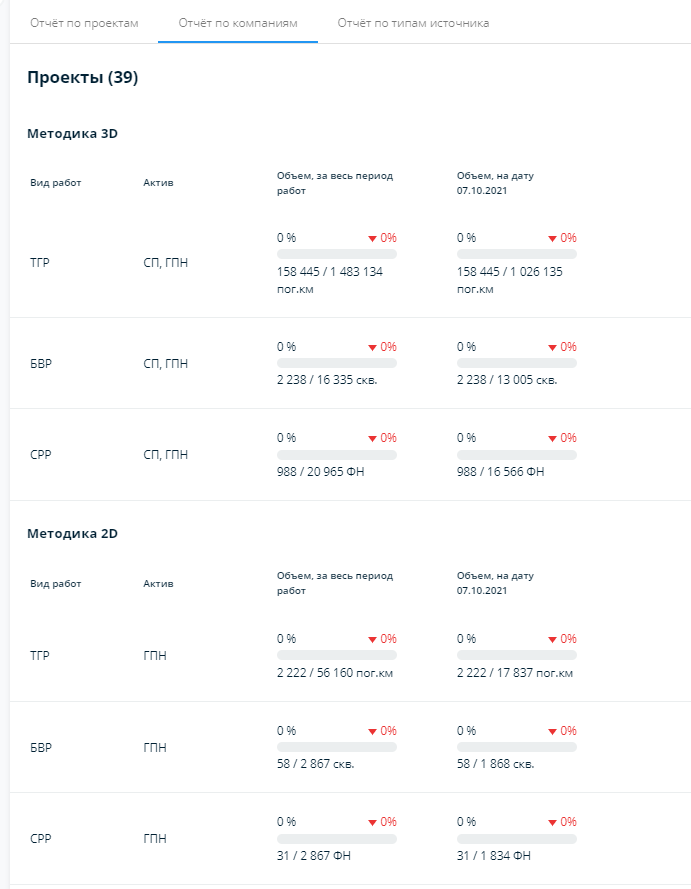 Отчёт по проектам Отчёт по компаниям Отчёт по типам источника
Проекты (39)
Методика 3D
Вид работ Актив Объем, за весь период работ Объем, на дату 07.10.2021
0 % 0% 0 % 0%
ТГР СП, ГПН 158 445 / 1 483 134 пог.км 158 445 / 1 026 135 пог.км
0 % 0% 0 % 0%
БВР СП, ГПН 2 238 / 16 335 скв. 2 238 / 13 005 скв.
0 % 0% 0 % 0%
СРР СП, ГПН 988 / 20 965 ФН 988 / 16 566 ФН
Методика 2D
Вид работ Актив Объем, за весь период работ Объем, на дату 07.10.2021
0 % 0% 0 % 0%
ТГР ГПН 2 222 / 56 160 пог.км 2 222 / 17 837 пог.км
0 % 0% 0 % 0%
БВР ГПН 58 / 2 867 скв. 58 / 1 868 скв.
0 % 0% 0 % 0%
СРР ГПН 31 / 2 867 ФН 31 / 1 834 ФН